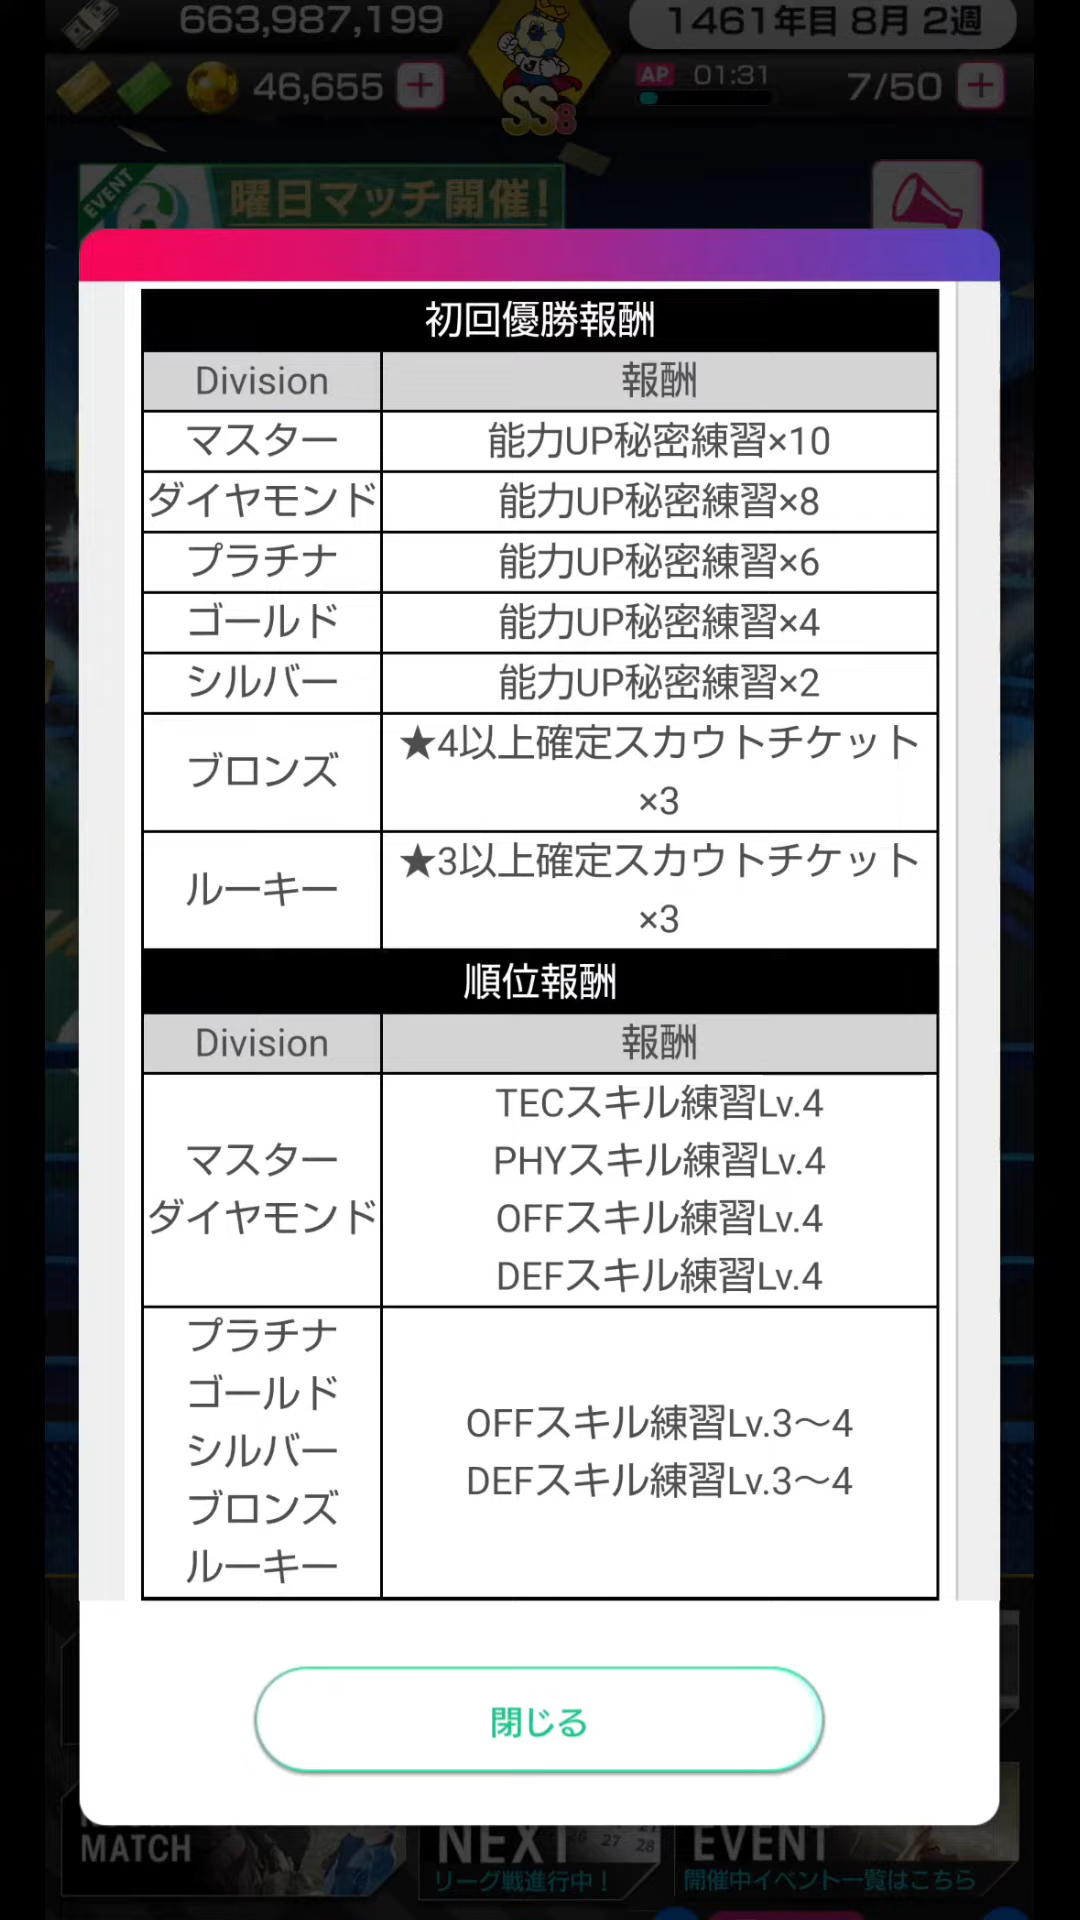 663,987,199
1461年目 8月 2週
46,655
AP 01:31
7/50
SS8
EVENT
曜日マッチ開催!
初回優勝報酬
Division 報酬
マスター 能力UP秘密練習×10
ダイヤモンド 能力UP秘密練習×8
プラチナ 能力UP秘密練習×6
ゴールド 能力UP秘密練習×4
シルバー 能力UP秘密練習×2
ブロンズ ★4以上確定スカウトチケット
×3
ルーキー ★3以上確定スカウトチケット
×3
順位報酬
Division 報酬
マスター
ダイヤモンド
TECスキル練習Lv.4
PHYスキル練習Lv.4
OFFスキル練習Lv.4
DEFスキル練習Lv.4
プラチナ
ゴールド
シルバー
ブロンズ
ルーキー
OFFスキル練習Lv.3〜4
DEFスキル練習Lv.3〜4
閉じる
MATCH
NEXT
27
28
リーグ戦進行中!
EVENT
開催中イベント一覧はこちら